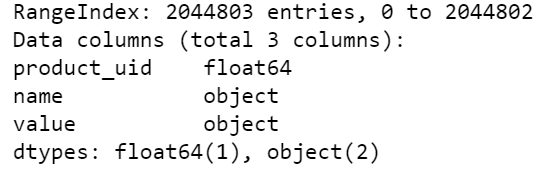 RangeIndex: 2044803 entries, 0 to 2044802
Data columns (total 3 columns):
product_uid    float64
name           object
value          object
dtypes: float64(1), object(2)